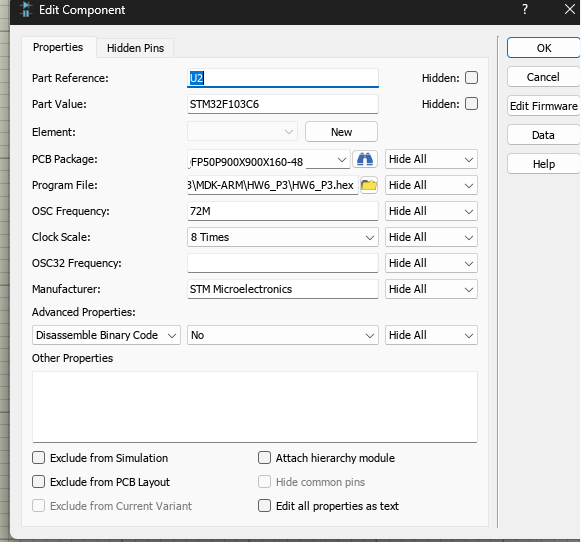 Edit Component
?
Properties
Hidden Pins
Part Reference: U2 Hidden:
Part Value: STM32F103C6 Hidden:
Element: New
PCB Package: QFP50P900X900X160-48 Hide All
Program File: 3\MDK-ARM\HW6_P3\HW6_P3.hex Hide All
OSC Frequency: 72M Hide All
Clock Scale: 8 Times Hide All
OSC32 Frequency: Hide All
Manufacturer: STM Microelectronics Hide All
Advanced Properties:
Disassemble Binary Code No Hide All
Other Properties
Exclude from Simulation Attach hierarchy module
Exclude from PCB Layout Hide common pins
Exclude from Current Variant Edit all properties as text
OK
Cancel
Edit Firmware
Data
Help